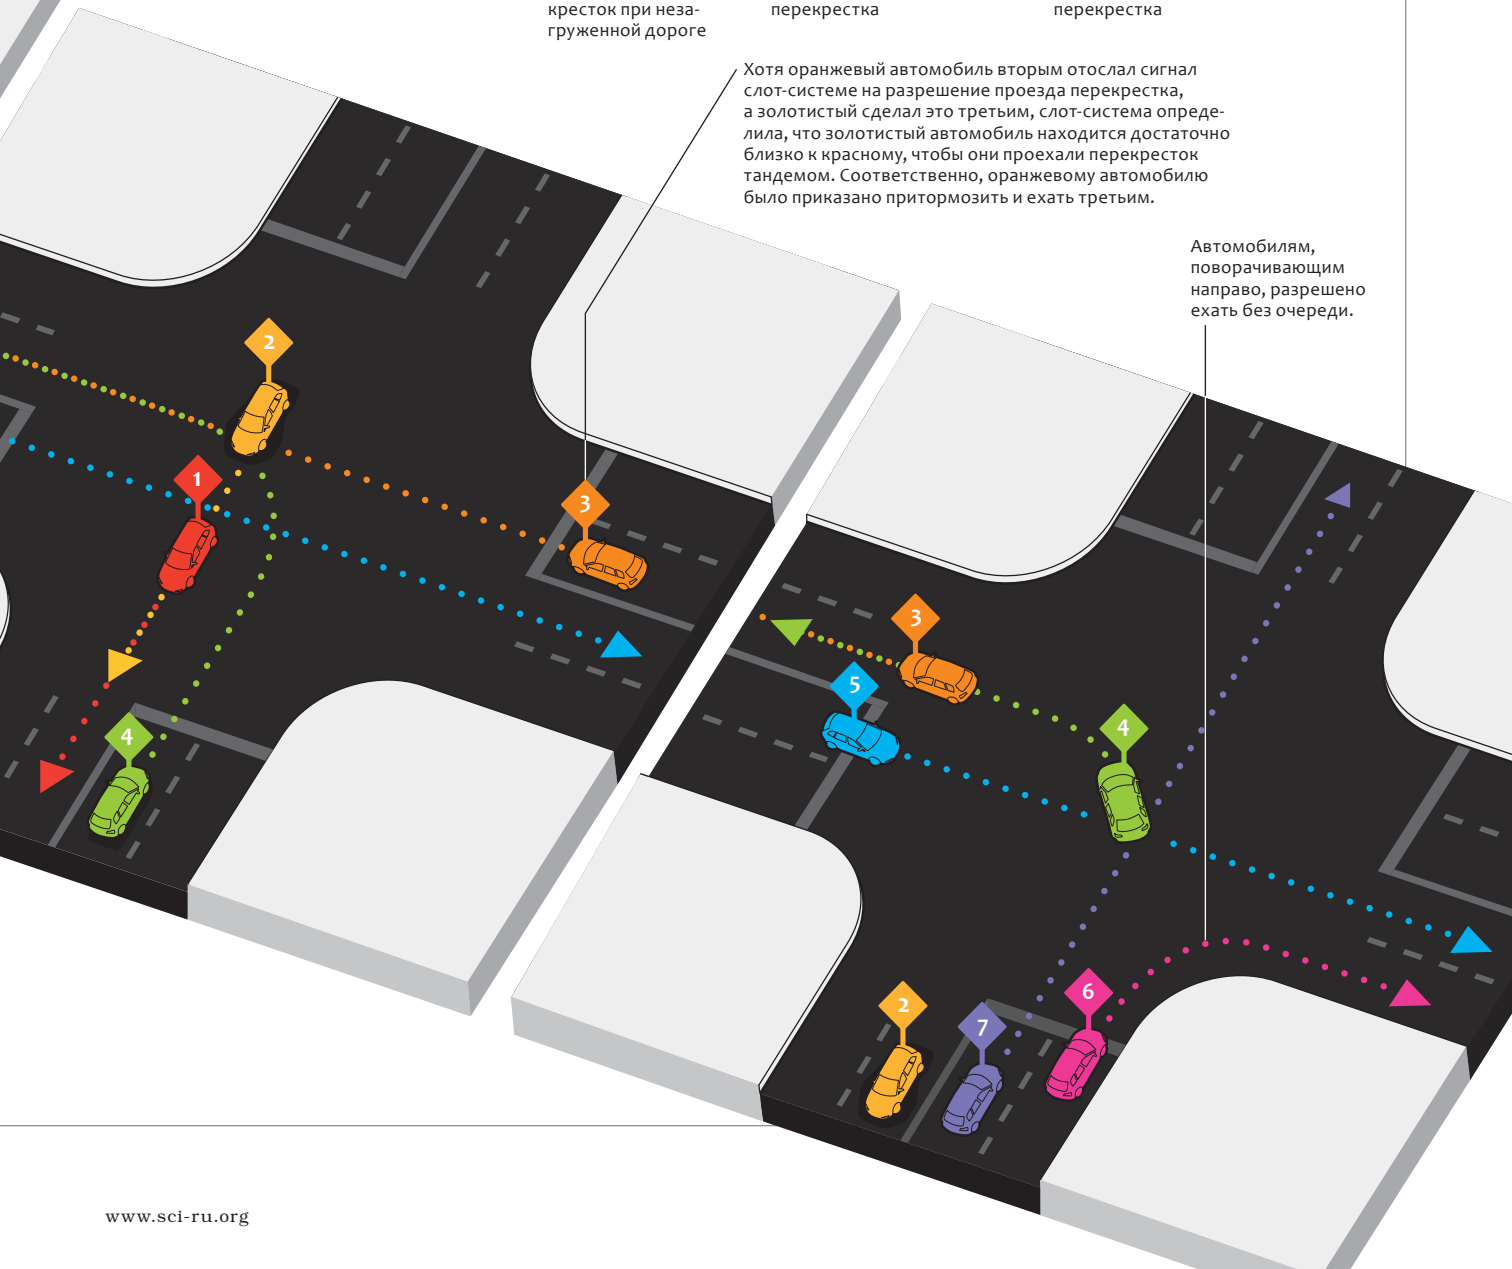 кресток при неза-
груженной дороге
перекрестка
перекрестка
Хотя оранжевый автомобиль вторым отослал сигнал
слот-системе на разрешение проезда перекрестка,
а золотистый сделал это третьим, слот-система опреде-
лила, что золотистый автомобиль находится достаточно
близко к красному, чтобы они проехали перекресток
тандемом. Соответственно, оранжевому автомобилю
было приказано притормозить и ехать третьим.
Автомобилям,
поворачивающим
направо, разрешено
ехать без очереди.
2
1
3
4
3
5
4
2
7
6
www.sci-ru.org